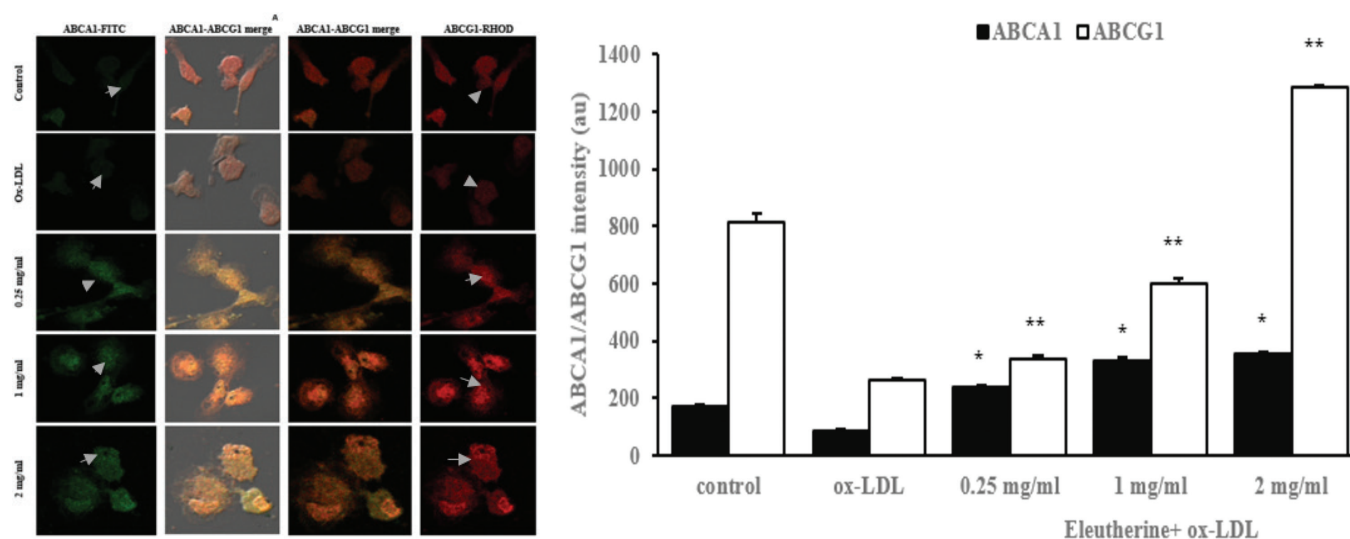 A
ABCA1-FITC ABCA1-ABCG1 merge ABCA1-ABCG1 merge ABCG1-RHOD
Control
Ox-LDL
0.25 mg/ml
1 mg/ml
2 mg/ml
ABCA1 ABCG1
ABCA1/ABCG1 intensity (au)
1400
1200
1000
800
600
400
200
0
** 
**
**
*
*
*
control ox-LDL 0.25 mg/ml 1 mg/ml 2 mg/ml
Eleutherine+ ox-LDL